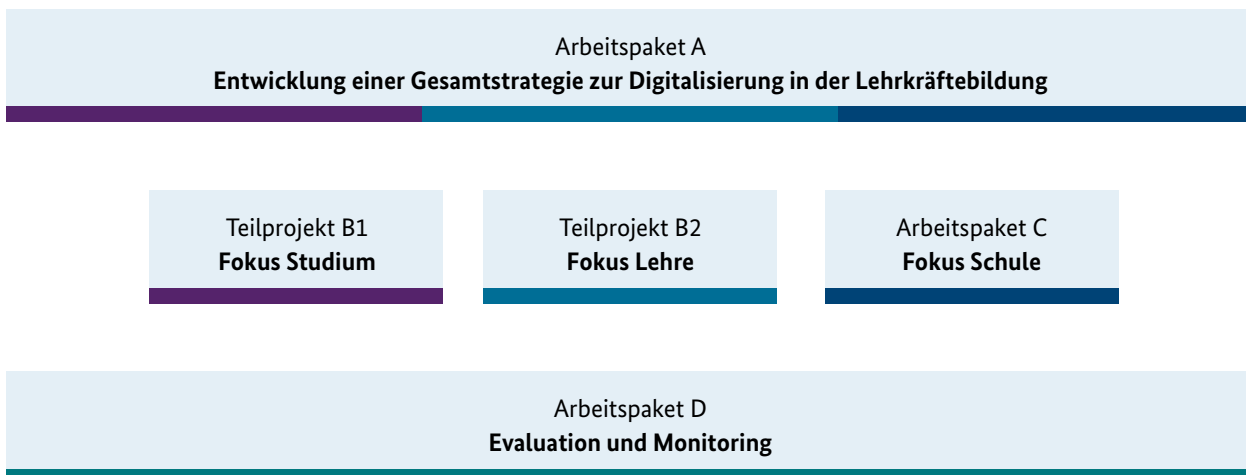 Arbeitspaket A
Entwicklung einer Gesamtstrategie zur Digitalisierung in der Lehrkräftebildung
Teilprojekt B1
Fokus Studium
Teilprojekt B2
Fokus Lehre
Arbeitspaket C
Fokus Schule
Arbeitspaket D
Evaluation und Monitoring